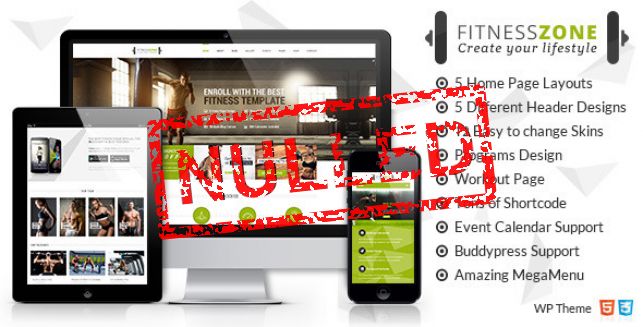 FITNESSZONE
Create your lifestyle
5 Home Page Layouts
5 Different Header Designs
12 Easy to change Skins
Programs Design
Workout Page
of Shortcode
Event Calendar Support
Buddypress Support
Amazing MegaMenu
WP Theme
FITNESSZONE
ENROLL WITH THE BEST
FITNESS TEMPLATE
NULLED